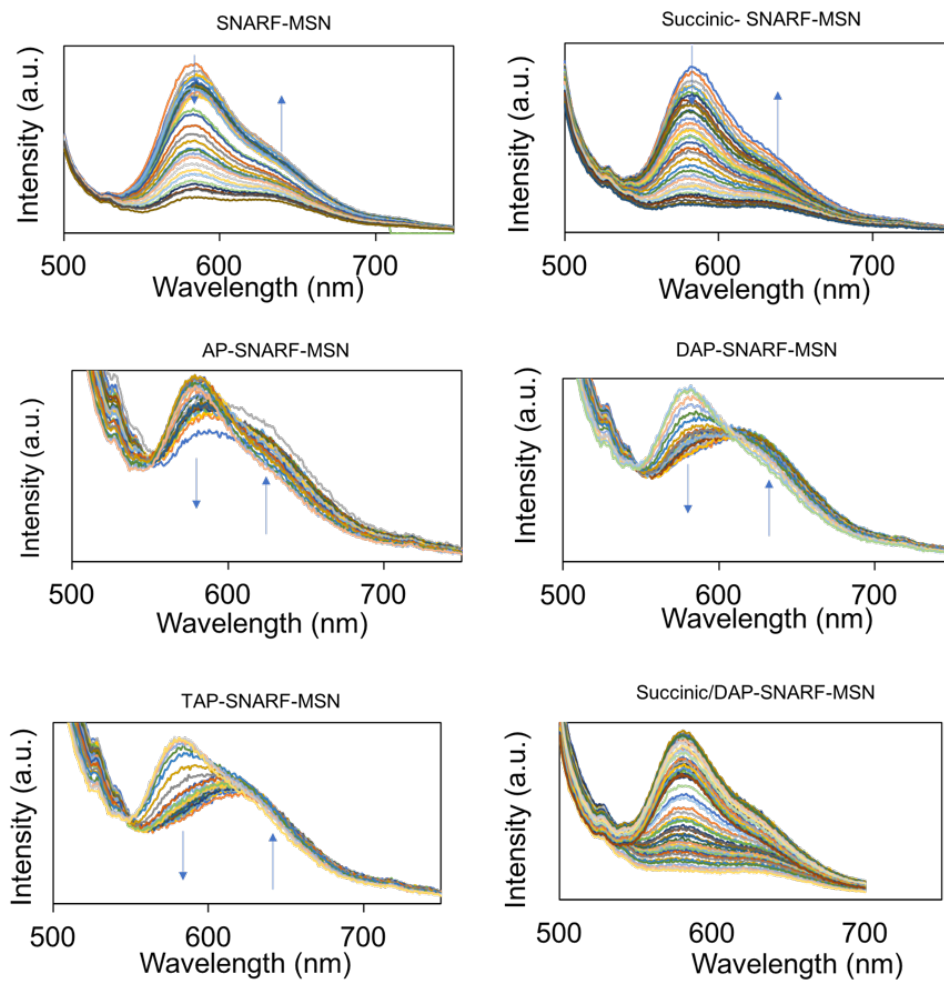 SNARF-MSN
Intensity (a.u.)
500 600 700
Wavelength (nm)
Succinic- SNARF-MSN
Intensity (a.u.)
500 600 700
Wavelength (nm)
AP-SNARF-MSN
Intensity (a.u.)
500 600 700
Wavelength (nm)
DAP-SNARF-MSN
Intensity (a.u.)
500 600 700
Wavelength (nm)
TAP-SNARF-MSN
Intensity (a.u.)
500 600 700
Wavelength (nm)
Succinic/DAP-SNARF-MSN
Intensity (a.u.)
500 600 700
Wavelength (nm)